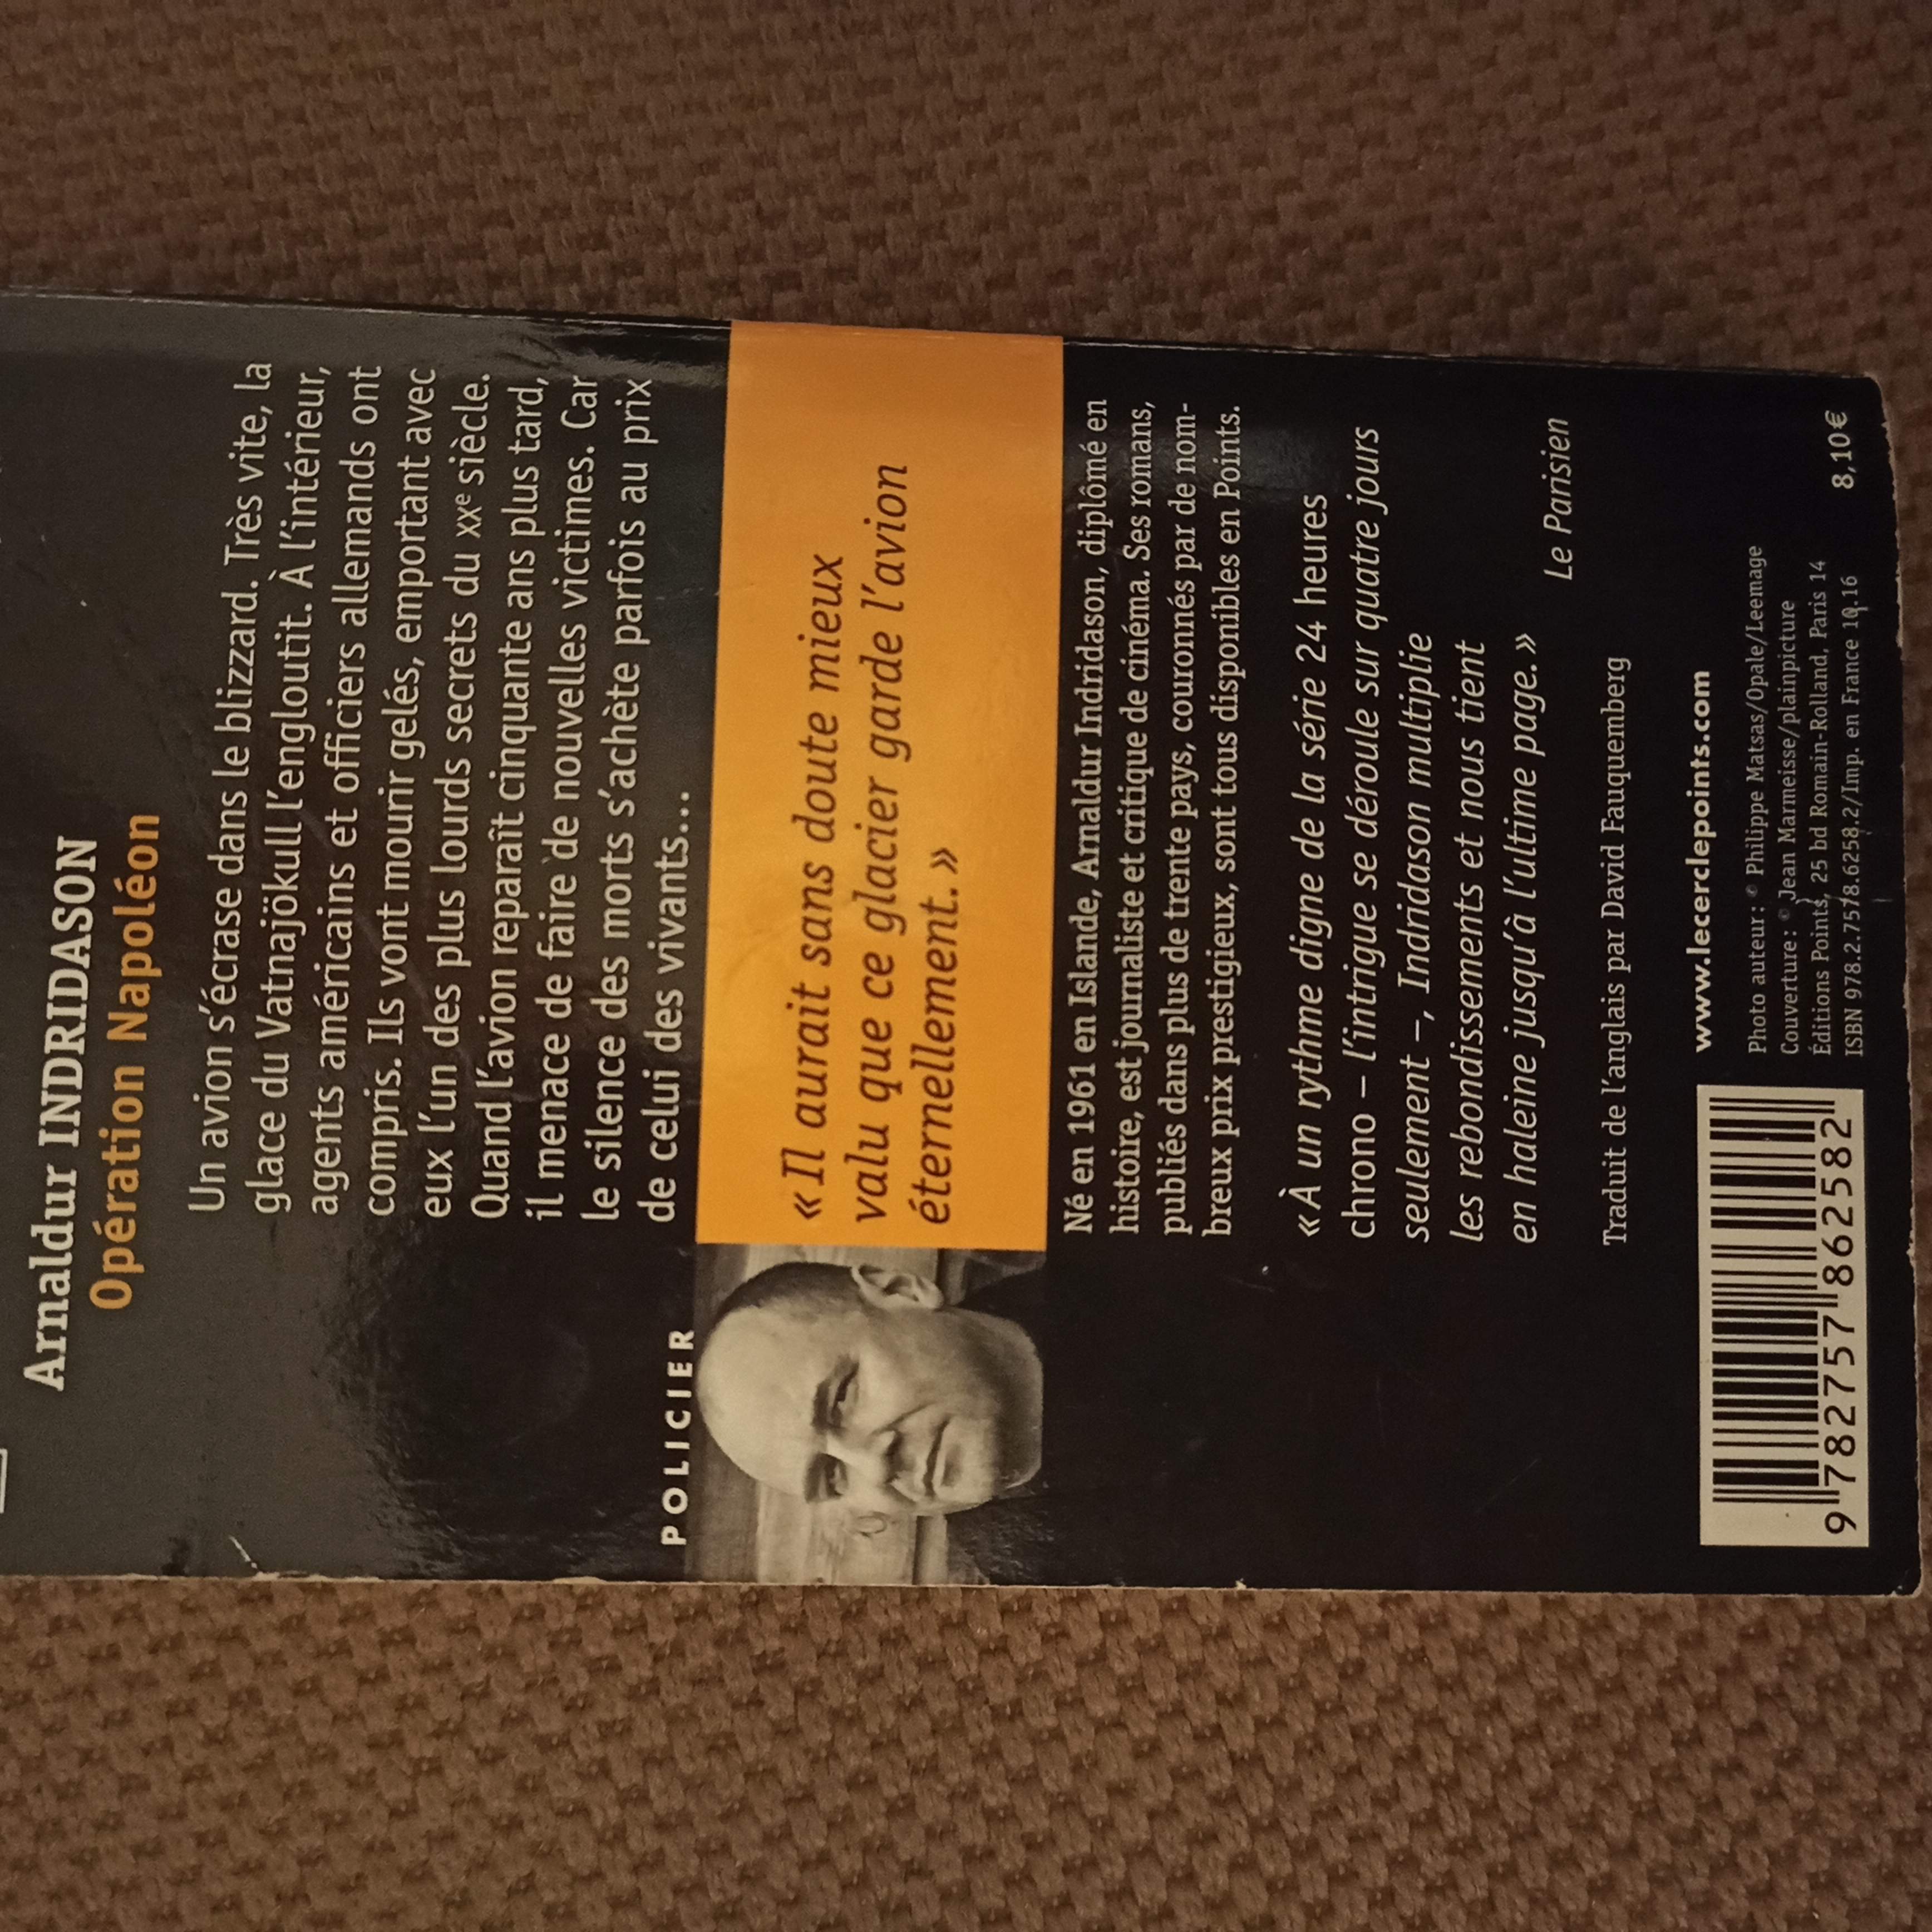 Arnaldur INDRIDASON
Opération Napoléon
Un avion s'écrase dans le blizzard. Très vite, la
glace du Vatnajökull l'engloutit. À l'intérieur,
agents américains et officiers allemands ont
compris. Ils vont mourir gelés, emportant avec
eux l'un des plus lourds secrets du XXe siècle.
Quand l'avion reparaît cinquante ans plus tard,
il menace de faire de nouvelles victimes. Car
le silence des morts s'achète parfois au prix
de celui des vivants...
POLICIER
«Il aurait sans doute mieux
valu que ce glacier garde l'avion
éternellement.»
Né en 1961 en Islande, Arnaldur Indridason, diplômé en
histoire, est journaliste et critique de cinéma. Ses romans,
publiés dans plus de trente pays, couronnés par de nom-
breux prix prestigieux, sont tous disponibles en Points.
«À un rythme digne de la série 24 heures
chrono – l'intrigue se déroule sur quatre jours
seulement –, Indridason multiplie
les rebondissements et nous tient
en haleine jusqu'à l'ultime page.»
Le Parisien
Traduit de l'anglais par David Fauquemberg
www.lecerclepoints.com
Photo auteur: © Philippe Matsas/Opale/Leemage
Couverture: © Jean Marmeisse/plainpicture
Éditions Points, 25 bd Romain-Rolland, Paris 14
ISBN 978.2.7578.6258.2/Imp. en France 10.16
8,10€
9 782757 862582